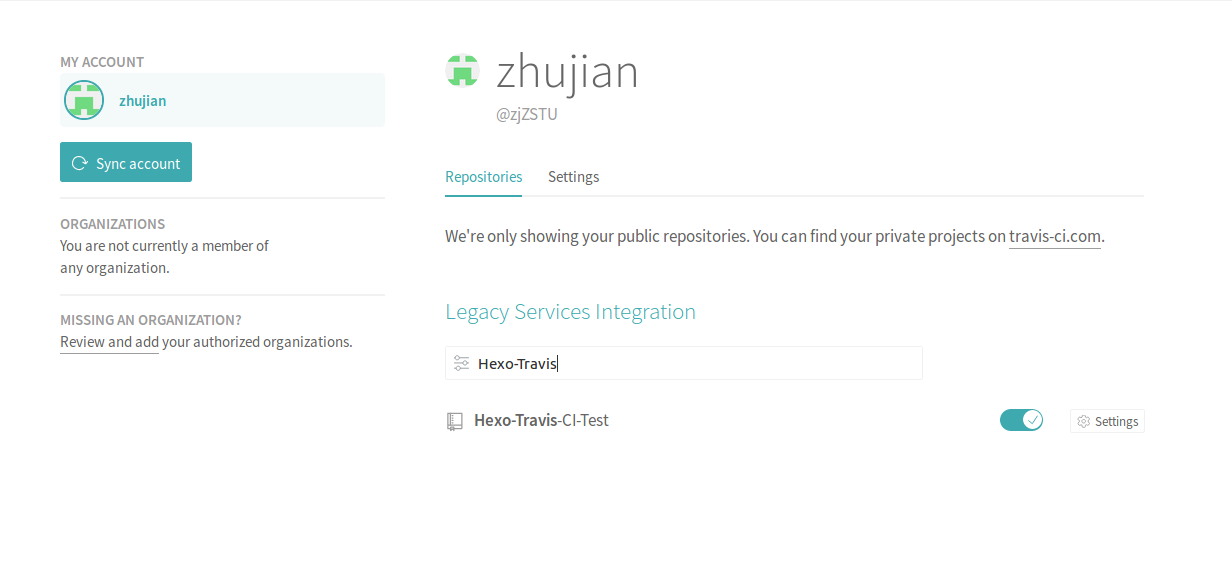 MY ACCOUNT
zhujian
Sync account
ORGANIZATIONS
You are not currently a member of
any organization.
MISSING AN ORGANIZATION?
Review and add your authorized organizations.
zhujian
@zjZSTU
Repositories Settings
We're only showing your public repositories. You can find your private projects on travis-ci.com.
Legacy Services Integration
Hexo-Travis
Hexo-Travis-CI-Test Settings